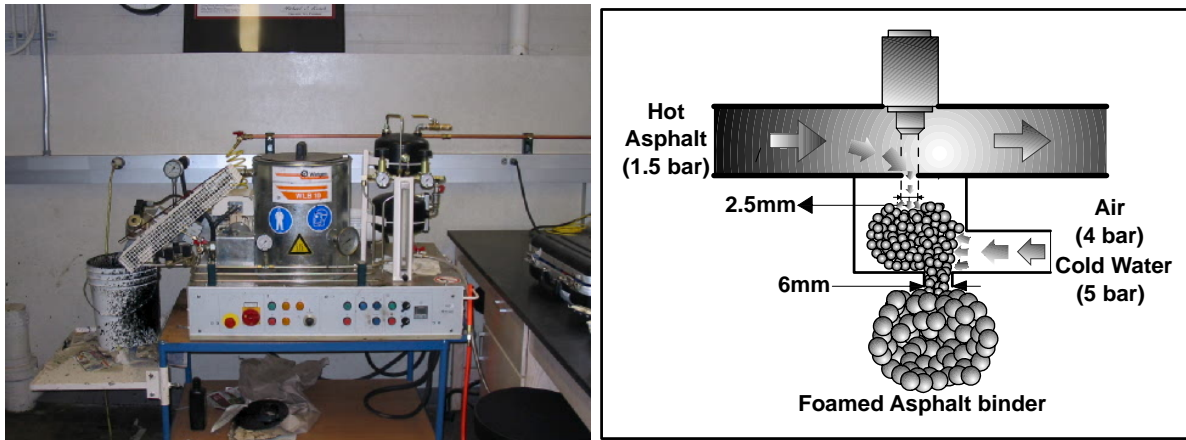 wirtgen
WLB 10
Hot
Asphalt
(1.5 bar)
2.5mm
Air
(4 bar)
Cold Water
(5 bar)
6mm
Foamed Asphalt binder